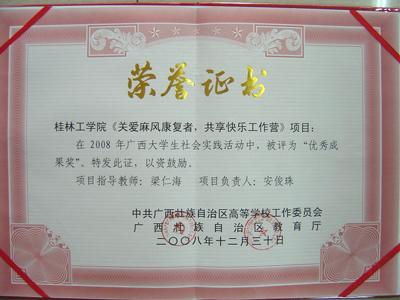 荣誉证书
桂林工学院《关爱麻风康复者，共享快乐工作营》项目：
在 2008 年广西大学生社会实践活动中，被评为“优秀成
果奖”。特发此证，以资鼓励。
项目指导教师：梁仁海 项目负责人：安俊珠
中共广西壮族自治区高等学校工作委员会
广西壮族自治区教育厅
二〇〇八年十二月三十日